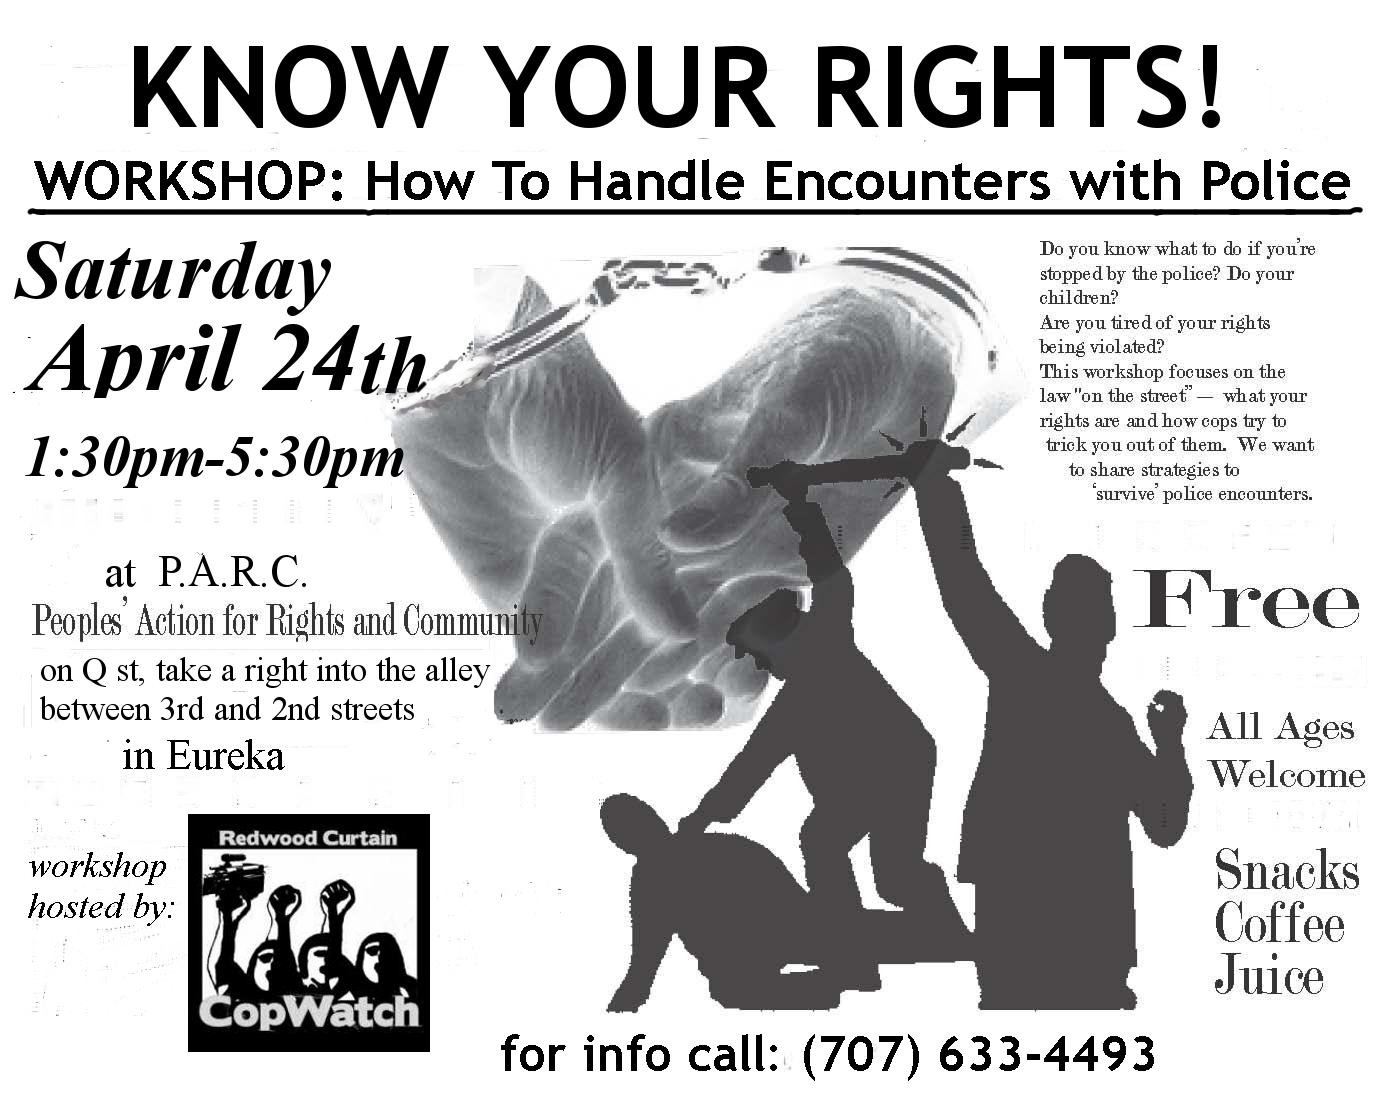 KNOW YOUR RIGHTS!
WORKSHOP: How To Handle Encounters with Police
Saturday
April 24th
1:30pm-5:30pm
at P.A.R.C.
Peoples' Action for Rights and Community
on Q st, take a right into the alley
between 3rd and 2nd streets
in Eureka
workshop
hosted by:
Redwood Curtain
CopWatch
Do you know what to do if you're
stopped by the police? Do your
children?
Are you tired of your rights
being violated?
This workshop focuses on the
law "on the street" — what your
rights are and how cops try to
trick you out of them. We want
to share strategies to
'survive' police encounters.
Free
All Ages
Welcome
Snacks
Coffee
Juice
for info call: (707) 633-4493